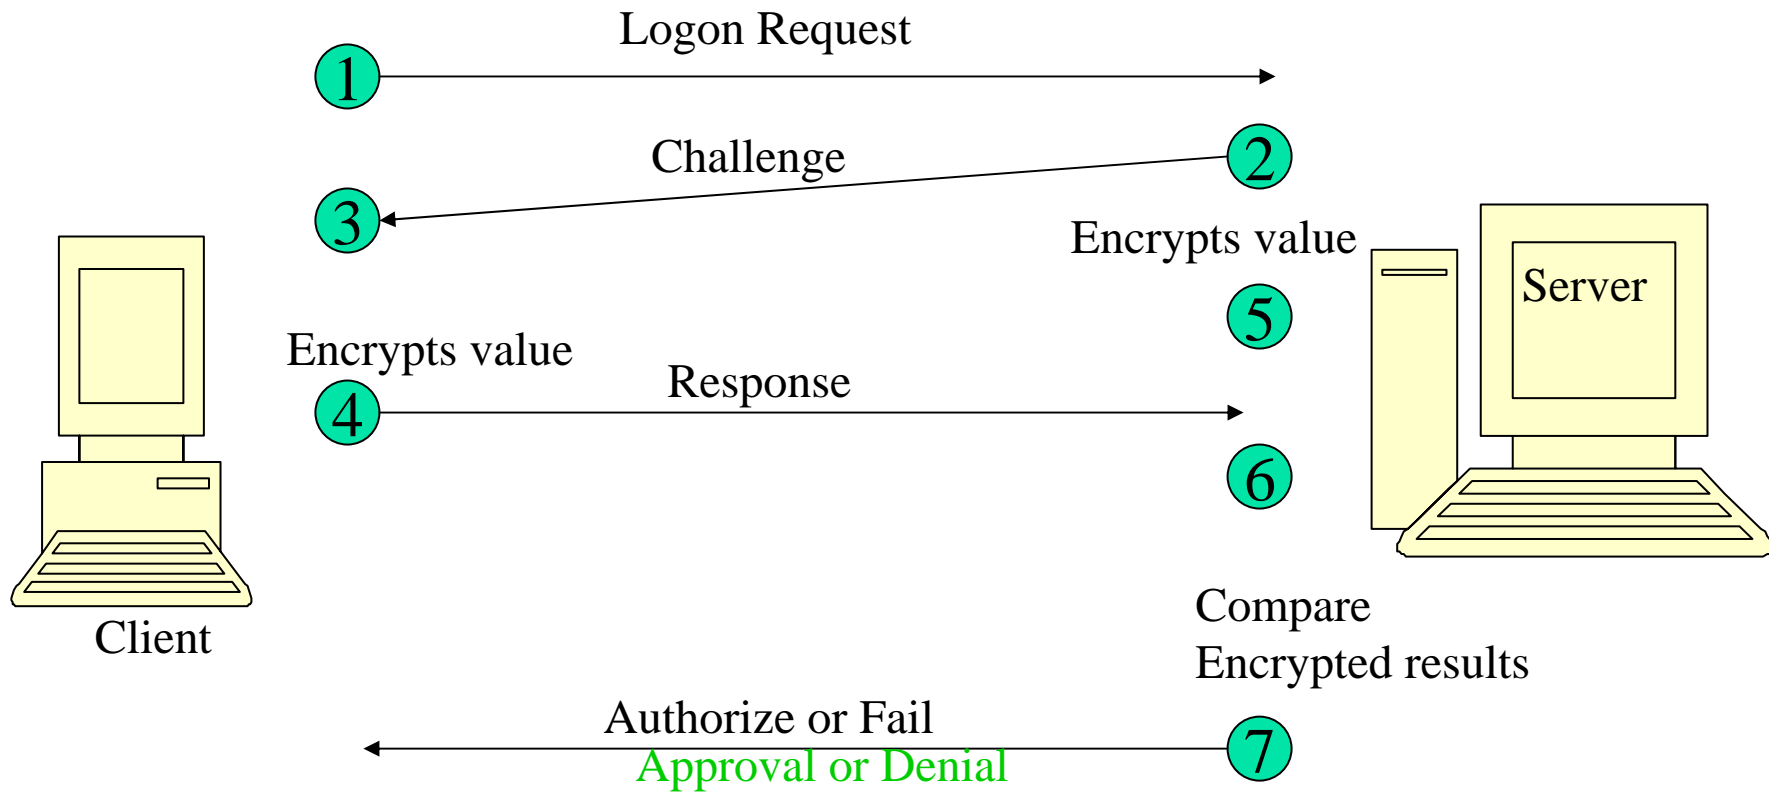 Logon Request
1
Challenge
2
3
Encrypts value
Server
5
Encrypts value
Response
4
6
Client
Compare
Encrypted results
Authorize or Fail
7
Approval or Denial